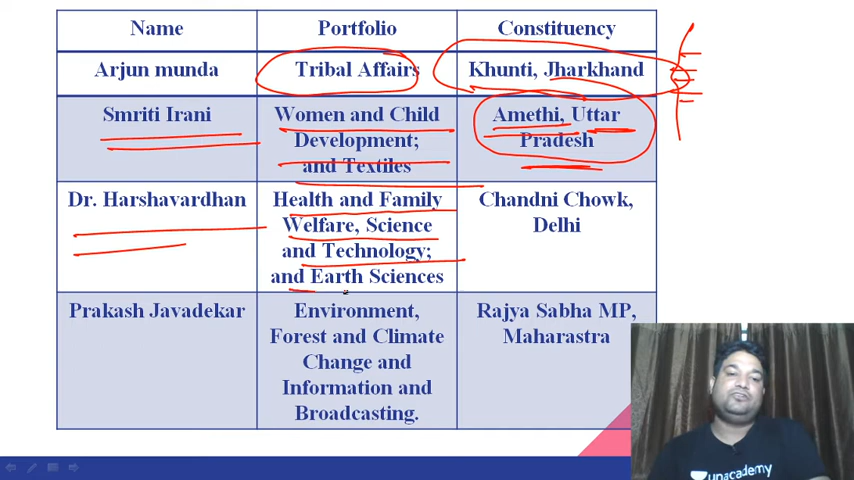 Name Portfolio Constituency
Arjun munda Tribal Affairs Khunti, Jharkhand
Smriti Irani Women and Child Development; and Textiles Amethi, Uttar Pradesh
Dr. Harshavardhan Health and Family Welfare, Science and Technology; and Earth Sciences Chandni Chowk, Delhi
Prakash Javadekar Environment, Forest and Climate Change and Information and Broadcasting. Rajya Sabha MP, Maharastra
unacademy